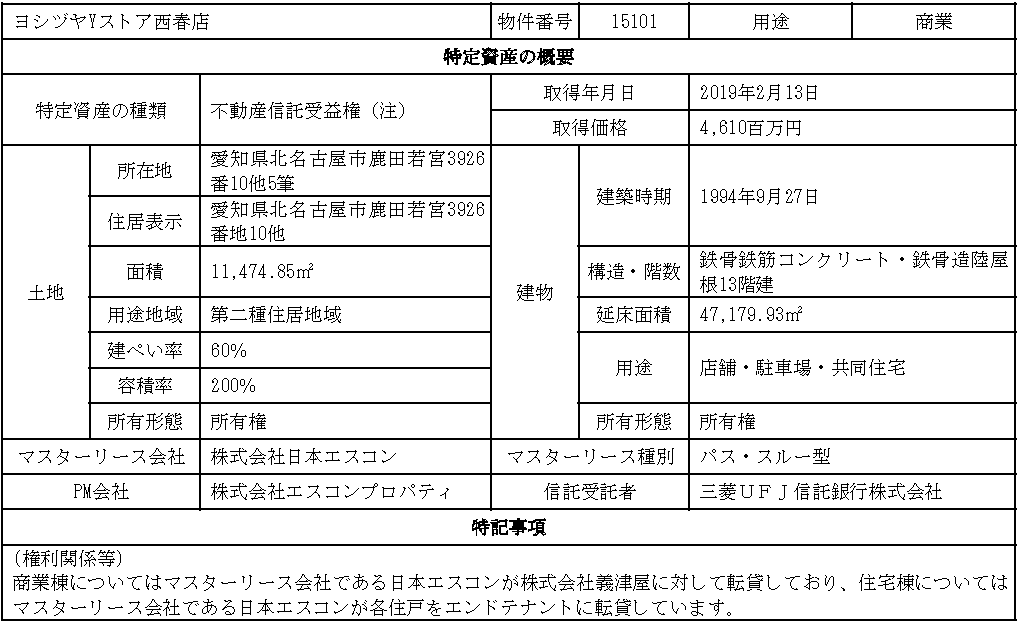 ヨシヅヤYストア西春店 物件番号 15101 用途 商業
特定資産の概要
特定資産の種類 不動産信託受益権（注） 取得年月日 2019年2月13日
取得価格 4,610百万円
土地 所在地 愛知県北名古屋市鹿田若宮3926
番10他5筆
住居表示 愛知県北名古屋市鹿田若宮3926
番地10他
面積 11,474.85㎡
用途地域 第二種住居地域
建ぺい率 60%
容積率 200%
所有形態 所有権
建物 建築時期 1994年9月27日
構造・階数 鉄骨鉄筋コンクリート・鉄骨造陸屋
根13階建
延床面積 47,179.93㎡
用途 店舗・駐車場・共同住宅
所有形態 所有権
マスターリース会社 株式会社日本エスコン マスターリース種別 パス・スルー型
PM会社 株式会社エスコンプロパティ 信託受託者 三菱ＵＦＪ信託銀行株式会社
特記事項
(権利関係等)
商業棟についてはマスターリース会社である日本エスコンが株式会社義津屋に対して転貸しており、住宅棟については
マスターリース会社である日本エスコンが各住戸をエンドテナントに転貸しています。